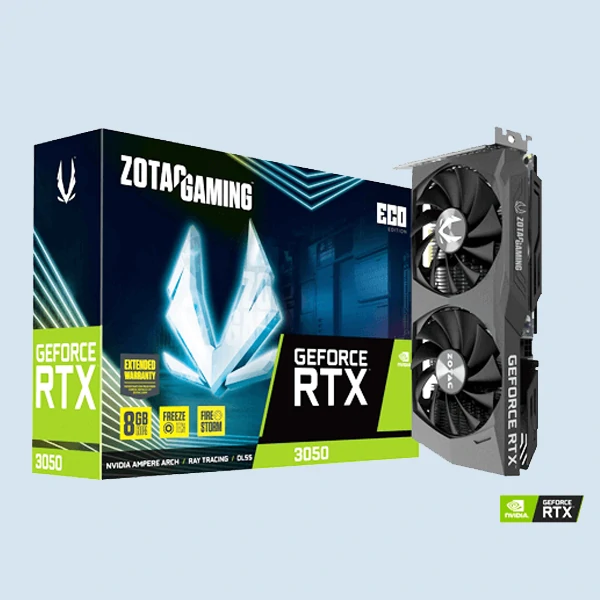 ZOTAC GAMING
ECO
EDITION
GEFORCE
RTX
3050
EXTENDED
WARRANTY
8GB
FREEZE
TECH
FIRE
STORM
GEFORCE
RTX
3050
NVIDIA AMPERE ARCH / RAY TRACING / DLSS
ZOTAC GAMING
ZOTAC
GEFORCE RTX
NVIDIA.
GEFORCE
RTX